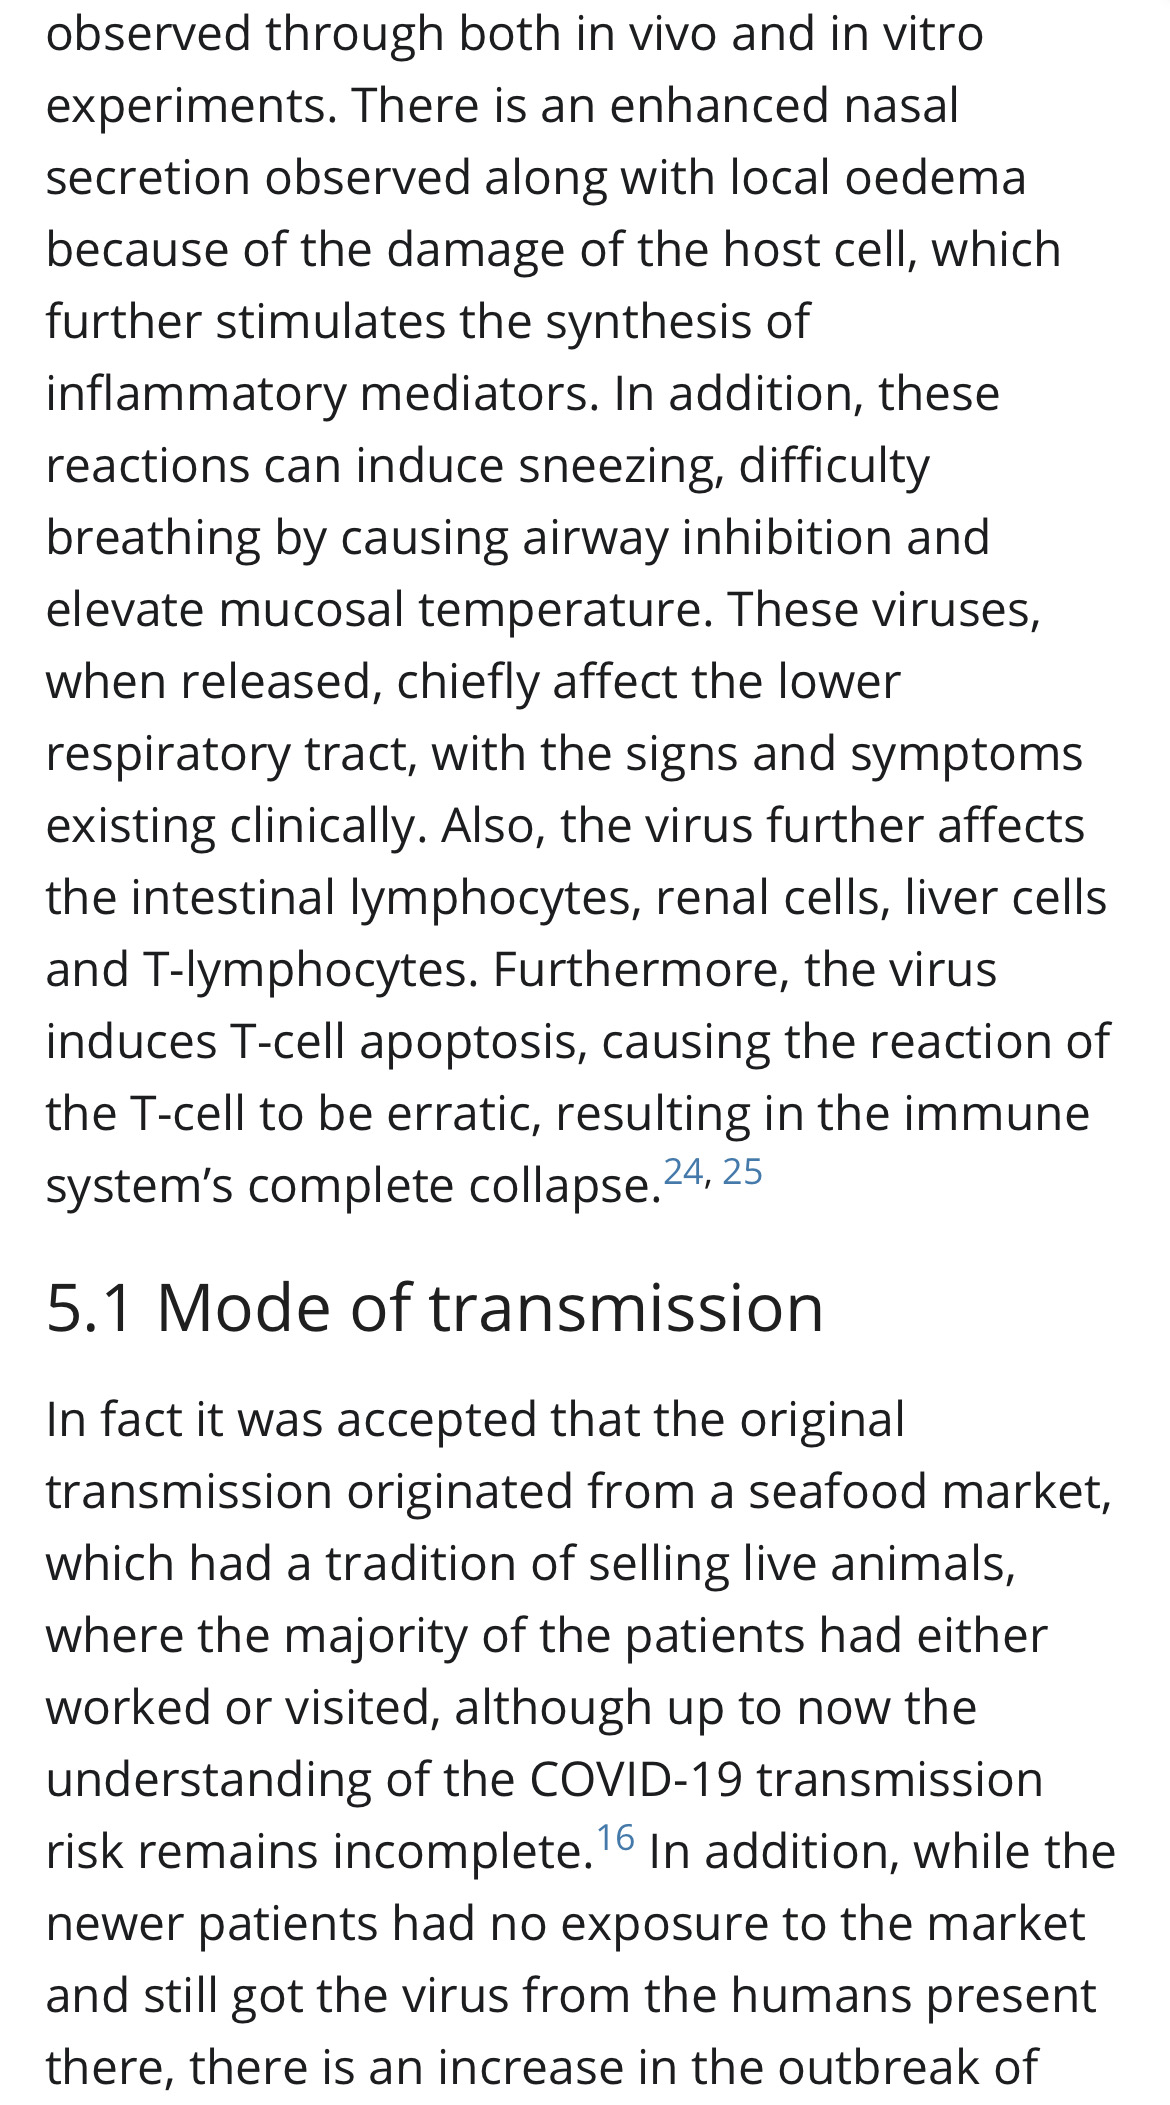 observed through both in vivo and in vitro
experiments. There is an enhanced nasal
secretion observed along with local oedema
because of the damage of the host cell, which
further stimulates the synthesis of
inflammatory mediators. In addition, these
reactions can induce sneezing, difficulty
breathing by causing airway inhibition and
elevate mucosal temperature. These viruses,
when released, chiefly affect the lower
respiratory tract, with the signs and symptoms
existing clinically. Also, the virus further affects
the intestinal lymphocytes, renal cells, liver cells
and T-lymphocytes. Furthermore, the virus
induces T-cell apoptosis, causing the reaction of
the T-cell to be erratic, resulting in the immune
system’s complete collapse.24, 25
5.1 Mode of transmission
In fact it was accepted that the original
transmission originated from a seafood market,
which had a tradition of selling live animals,
where the majority of the patients had either
worked or visited, although up to now the
understanding of the COVID-19 transmission
risk remains incomplete.16 In addition, while the
newer patients had no exposure to the market
and still got the virus from the humans present
there, there is an increase in the outbreak of